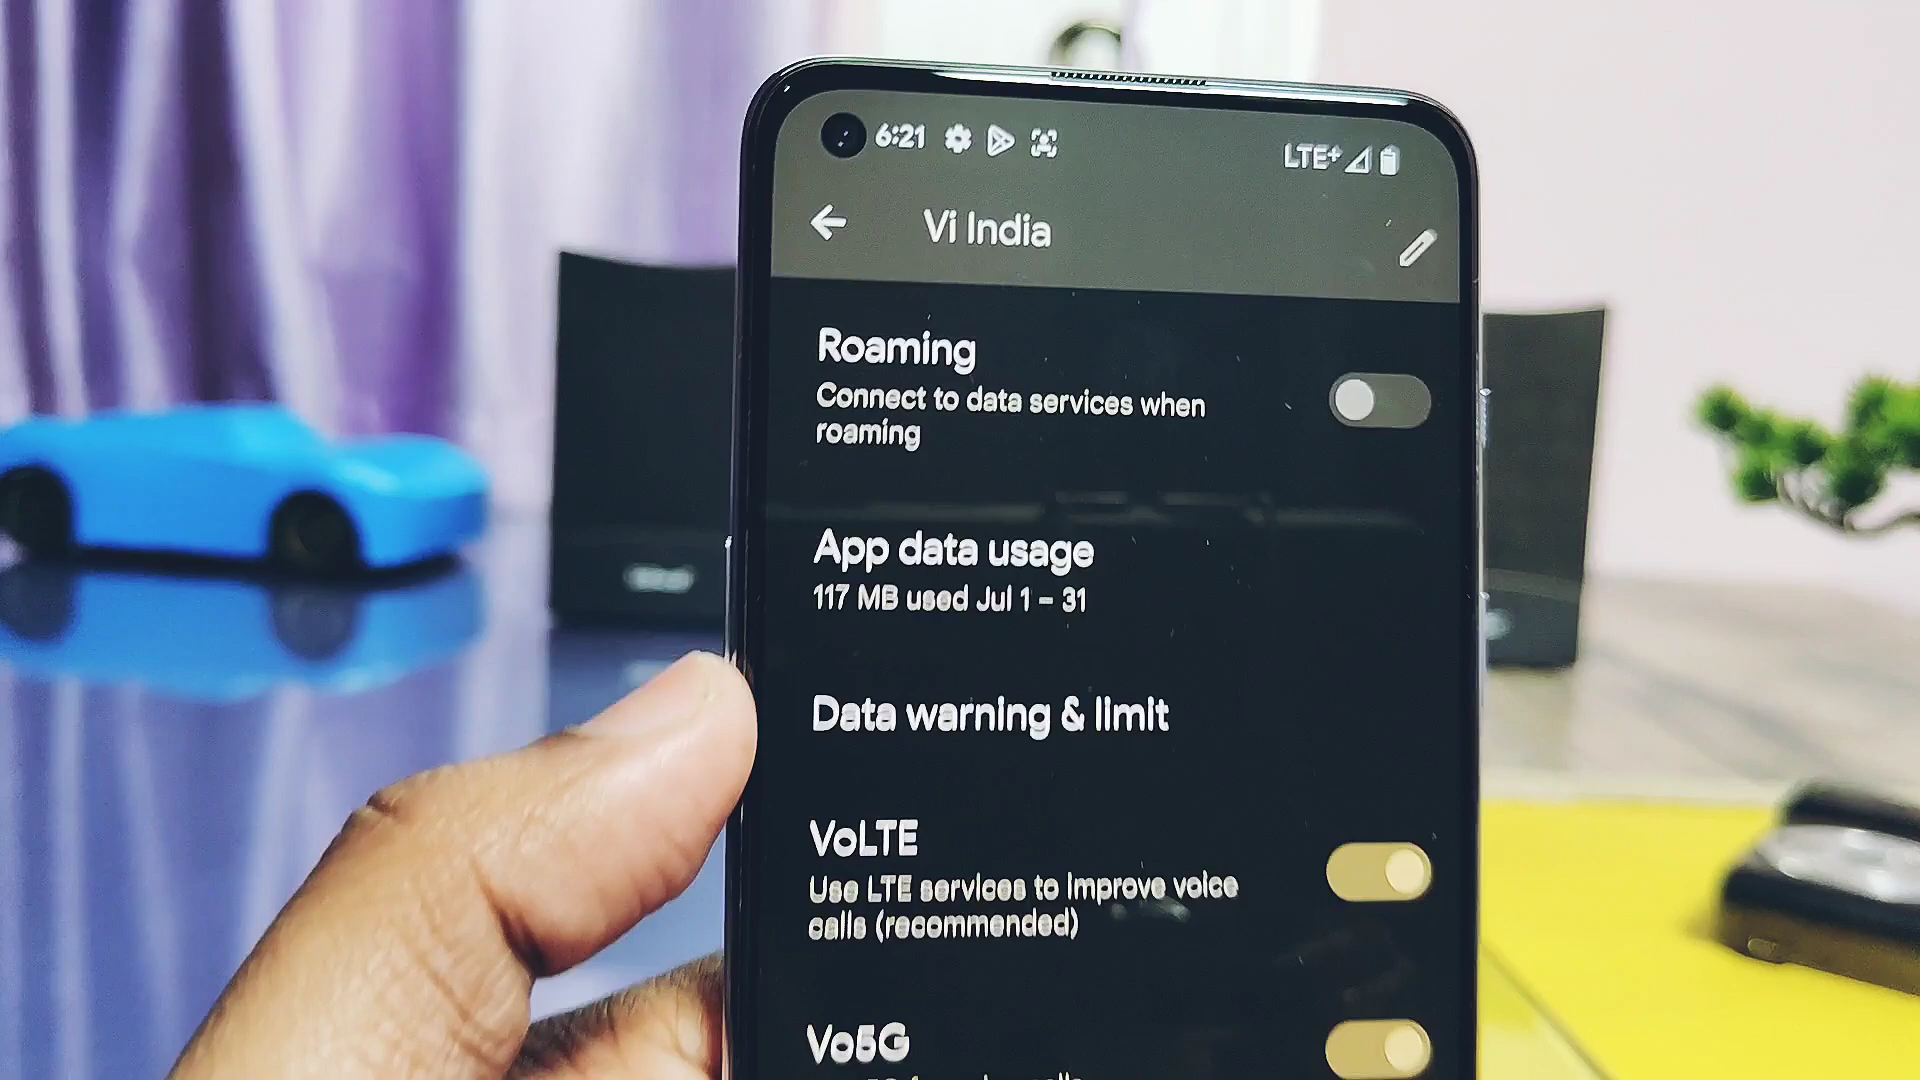 6:21
LTE+
Vi India
Roaming
Connect to data services when
roaming
App data usage
117 MB used Jul 1 – 31
Data warning & limit
VoLTE
Use LTE services to improve voice
calls (recommended)
Vo5G